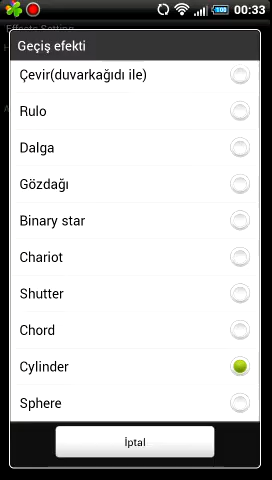 00:33
100
Effects Setting
Geçiş efekti
Çevir(duvarkağıdı ile)
Rulo
Dalga
Gözdağı
Binary star
Chariot
Shutter
Chord
Cylinder
Sphere
İptal